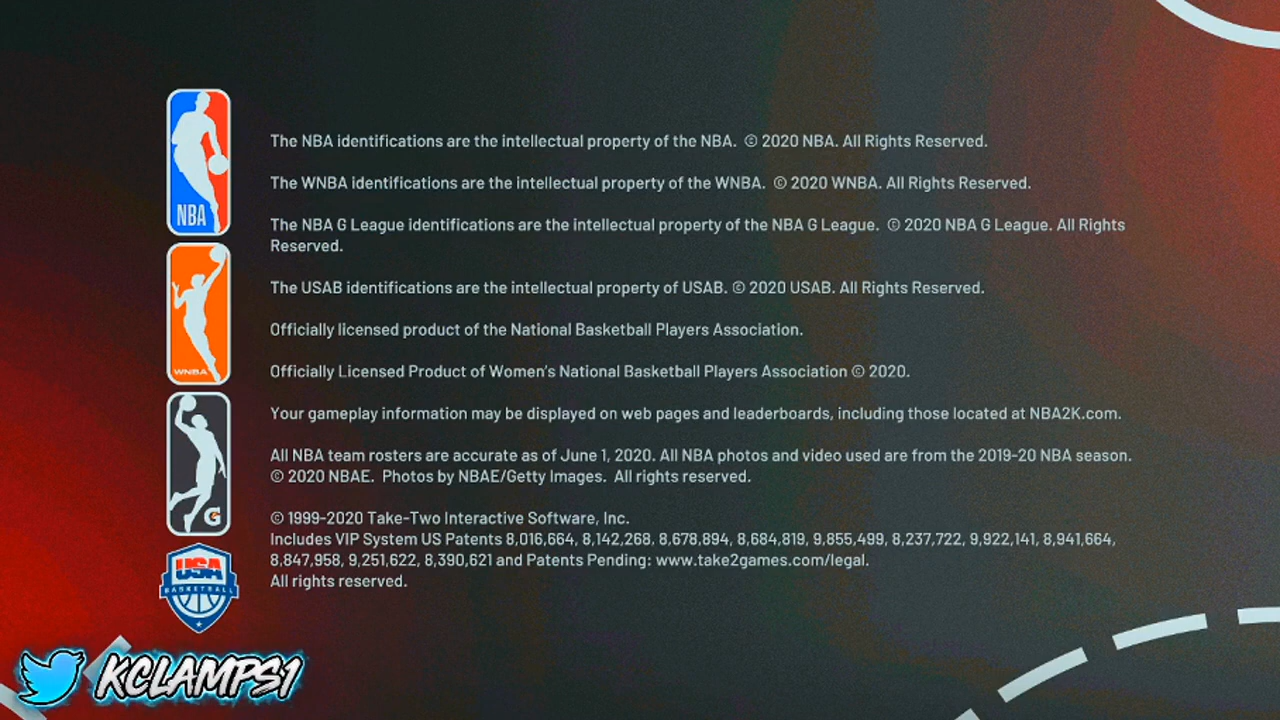 NBA
The NBA identifications are the intellectual property of the NBA. © 2020 NBA. All Rights Reserved.
The WNBA identifications are the intellectual property of the WNBA. © 2020 WNBA. All Rights Reserved.
The NBA G League identifications are the intellectual property of the NBA G League. © 2020 NBA G League. All Rights
Reserved.
The USAB identifications are the intellectual property of USAB. © 2020 USAB. All Rights Reserved.
Officially licensed product of the National Basketball Players Association.
WNBA
Officially Licensed Product of Women's National Basketball Players Association © 2020.
Your gameplay information may be displayed on web pages and leaderboards, including those located at NBA2K.com.
All NBA team rosters are accurate as of June 1, 2020. All NBA photos and video used are from the 2019-20 NBA season.
© 2020 NBAE. Photos by NBAE/Getty Images. All rights reserved.
G
© 1999-2020 Take-Two Interactive Software, Inc.
Includes VIP System US Patents 8,016,664, 8,142,268, 8,678,894, 8,684,819, 9,855,499, 8,237,722, 9,922,141, 8,941,664,
8,847,958, 9,251,622, 8,390,621 and Patents Pending: www.take2games.com/legal.
All rights reserved.
USA
BASKETBALL
KCLAMPS1